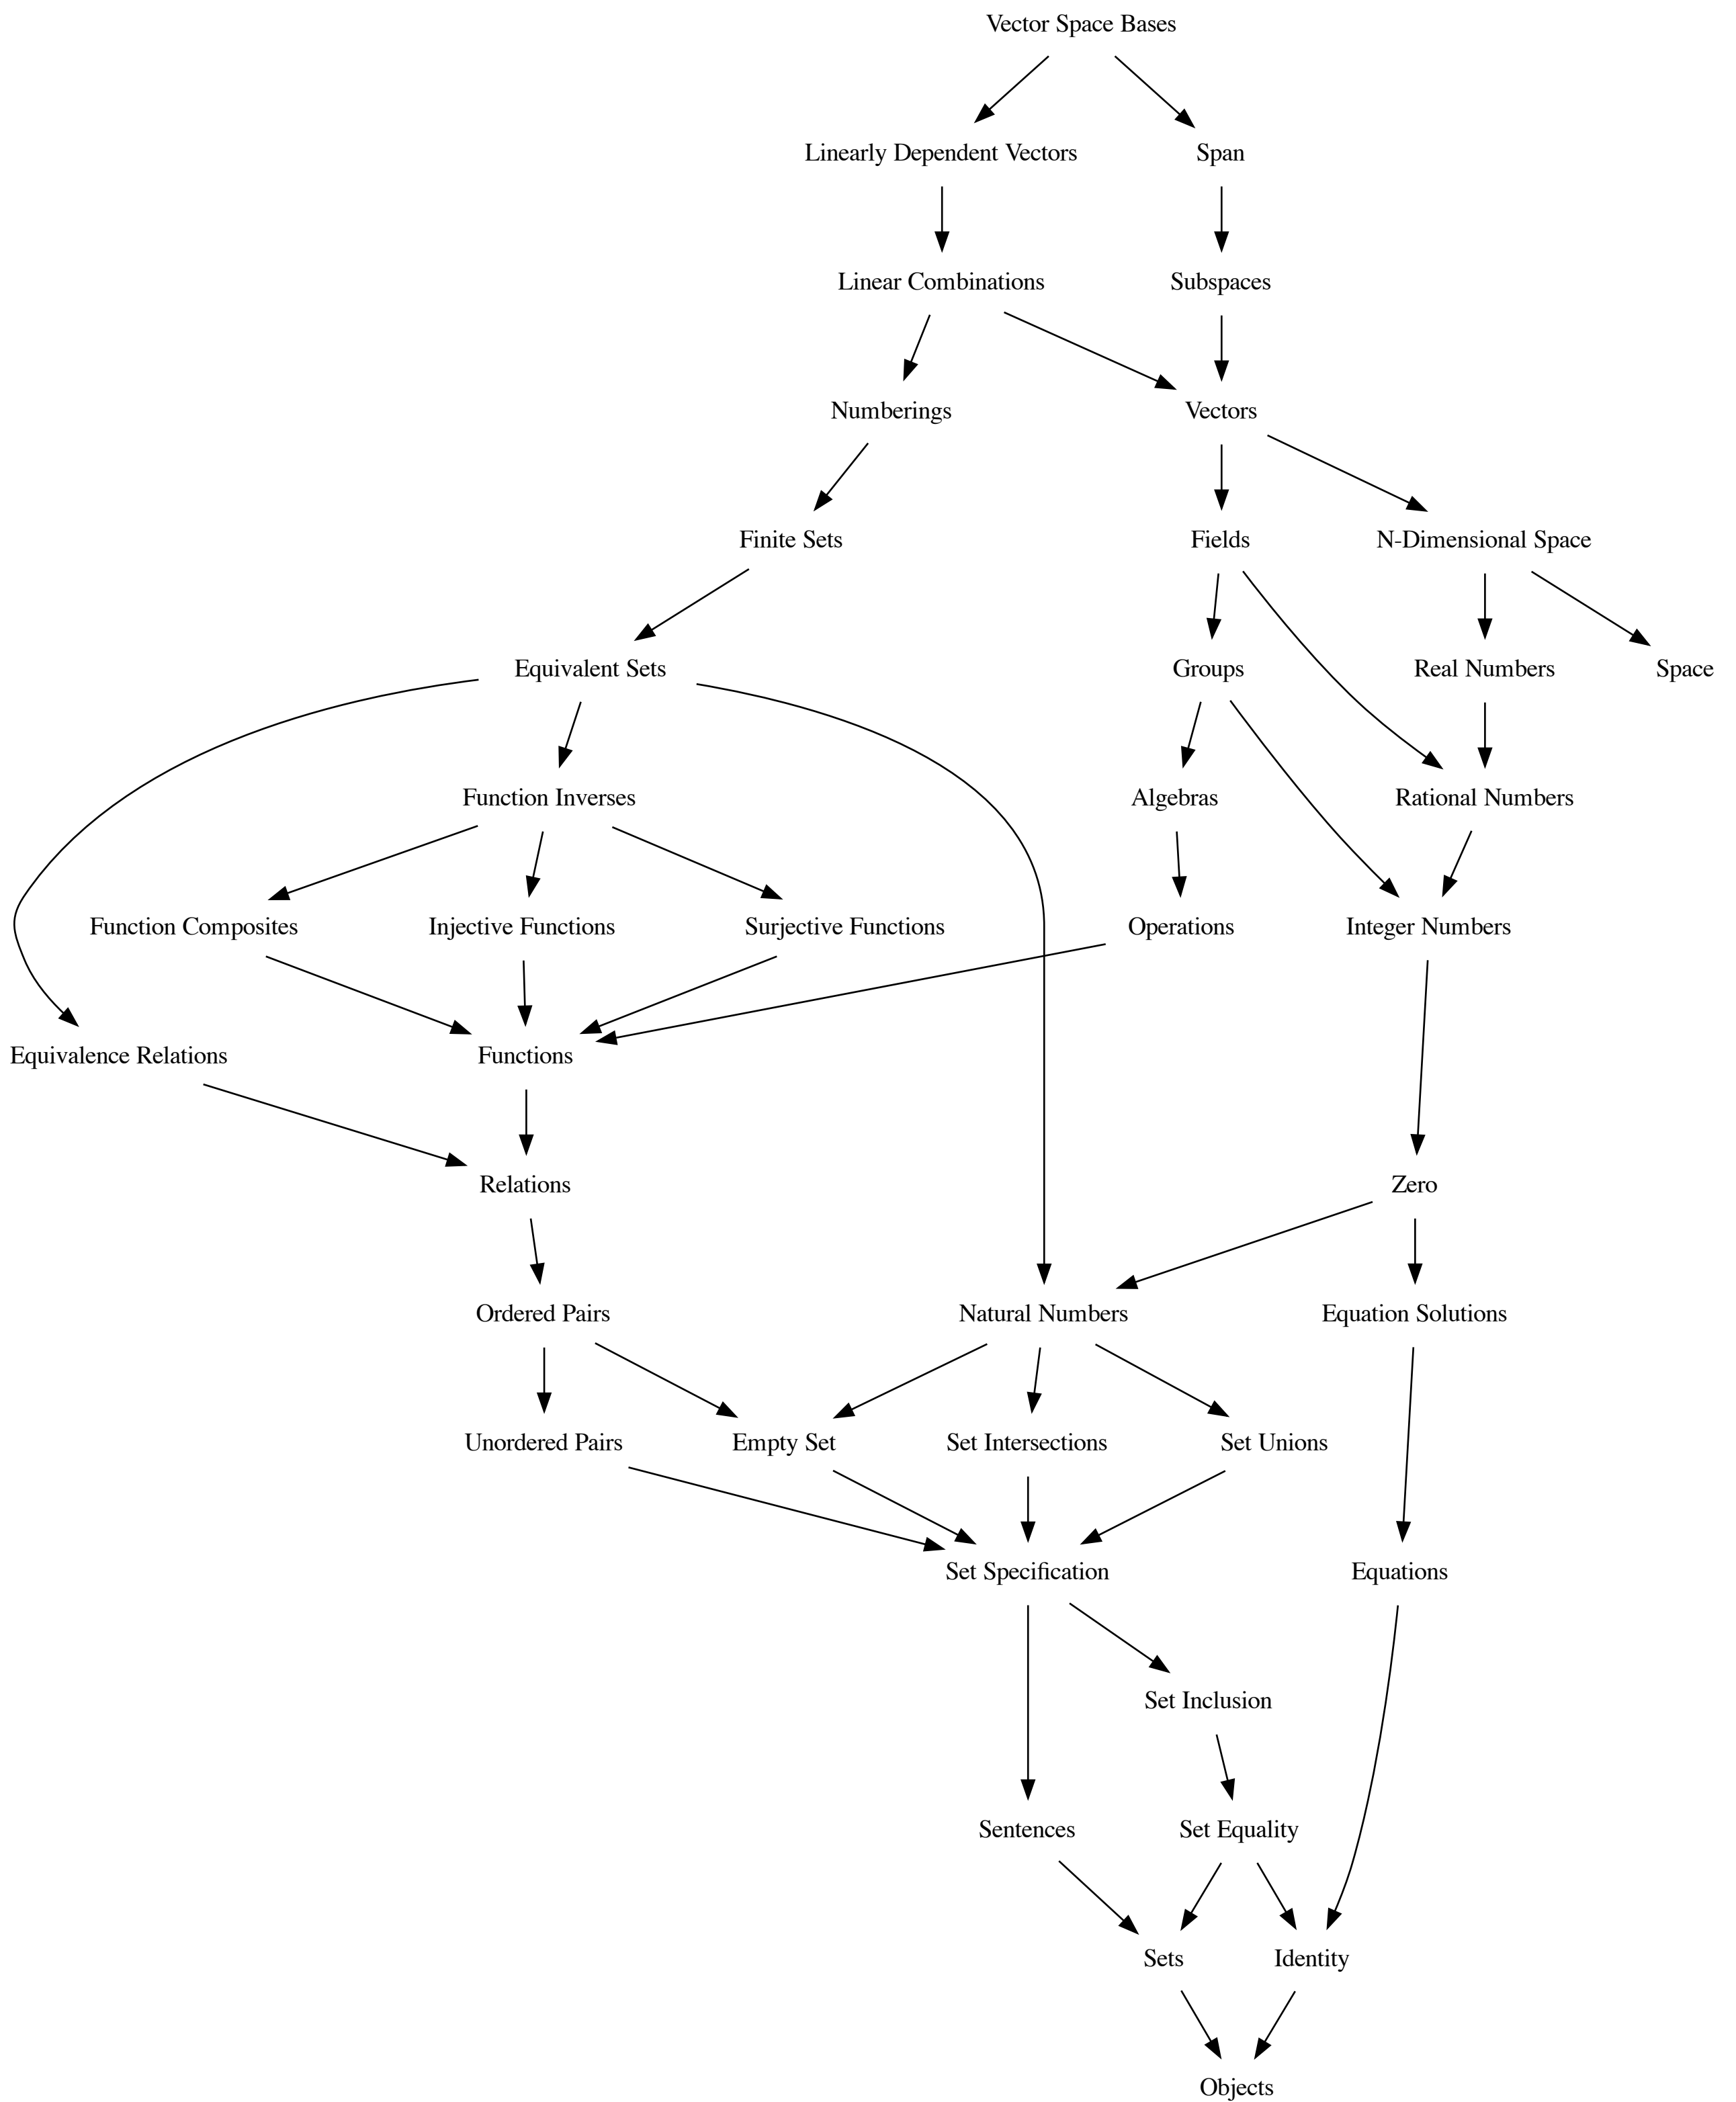 Vector Space Bases
Linearly Dependent Vectors
Span
Linear Combinations
Subspaces
Numberings
Vectors
Finite Sets
Fields
N-Dimensional Space
Equivalent Sets
Groups
Real Numbers
Space
Function Inverses
Algebras
Rational Numbers
Function Composites
Injective Functions
Surjective Functions
Operations
Integer Numbers
Equivalence Relations
Functions
Relations
Zero
Ordered Pairs
Natural Numbers
Equation Solutions
Unordered Pairs
Empty Set
Set Intersections
Set Unions
Set Specification
Equations
Set Inclusion
Sentences
Set Equality
Sets
Identity
Objects